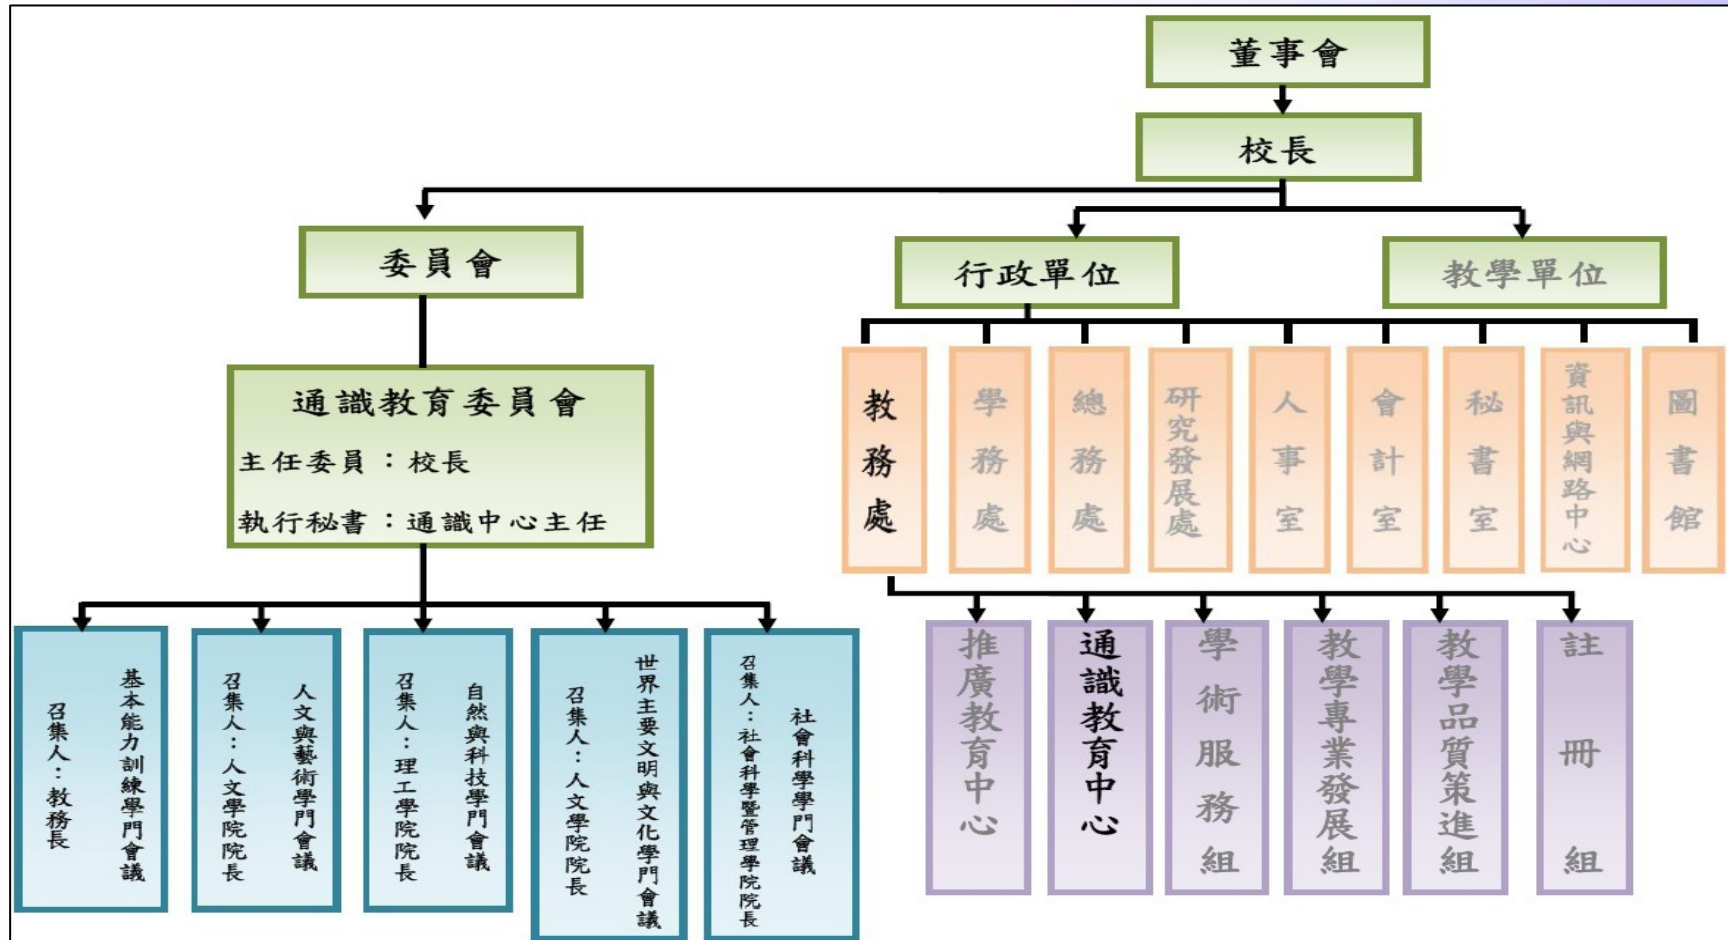 董事會
校長
委員會
行政單位
教學單位
通識教育委員會
主任委員：校長
執行秘書：通識中心主任
教務處
學務處
總務處
研究發展處
人事室
會計室
秘書室
資訊與網路中心
圖書館
基本能力訓練學門會議
召集人：教務長
人文與藝術學門會議
召集人：人文學院院長
自然與科技學門會議
召集人：理工學院院長
世界主要文明與文化學門會議
召集人：人文學院院長
社會科學學門會議
召集人：社會科學暨管理學院院長
推廣教育中心
通識教育中心
學術服務組
教學專業發展組
教學品質策進組
註冊組